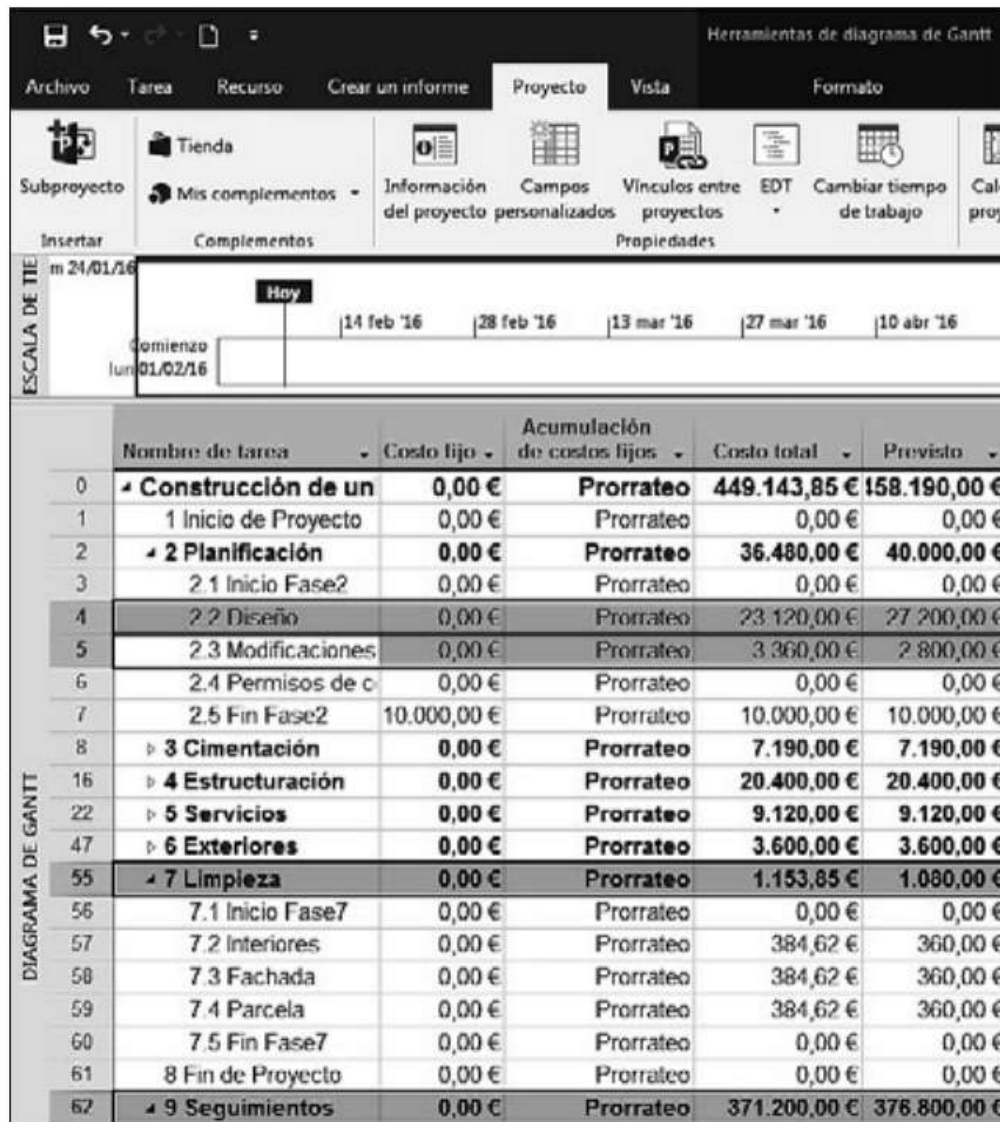 Herramientas de diagrama de Gantt
Archivo Tarea Recurso Crear un informe Proyecto Vista Formato
Subproyecto
Tienda
Mis complementos
Información del proyecto
Campos personalizados
Vínculos entre proyectos
EDT
Cambiar tiempo de trabajo
Insertar Complementos Propiedades
ESCALA DE TIE
m 24/01/16
Hoy
14 feb '16 28 feb '16 13 mar '16 27 mar '16 10 abr '16
Comienzo
lun 01/02/16
DIAGRAMA DE GANTT
Nombre de tarea Costo fijo Acumulación de costos fijos Costo total Previsto
0 Construcción de un 0,00 € Prorrateo 449.143,85 € 458.190,00 €
1 1 Inicio de Proyecto 0,00 € Prorrateo 0,00 € 0,00 €
2 2 Planificación 0,00 € Prorrateo 36.480,00 € 40.000,00 €
3 2.1 Inicio Fase2 0,00 € Prorrateo 0,00 € 0,00 €
4 2.2 Diseño 0,00 € Prorrateo 23.120,00 € 27.200,00 €
5 2.3 Modificaciones 0,00 € Prorrateo 3.360,00 € 2.800,00 €
6 2.4 Permisos de c 0,00 € Prorrateo 0,00 € 0,00 €
7 2.5 Fin Fase2 10.000,00 € Prorrateo 10.000,00 € 10.000,00 €
8 3 Cimentación 0,00 € Prorrateo 7.190,00 € 7.190,00 €
16 4 Estructuración 0,00 € Prorrateo 20.400,00 € 20.400,00 €
22 5 Servicios 0,00 € Prorrateo 9.120,00 € 9.120,00 €
47 6 Exteriores 0,00 € Prorrateo 3.600,00 € 3.600,00 €
55 7 Limpieza 0,00 € Prorrateo 1.153,85 € 1.080,00 €
56 7.1 Inicio Fase7 0,00 € Prorrateo 0,00 € 0,00 €
57 7.2 Interiores 0,00 € Prorrateo 384,62 € 360,00 €
58 7.3 Fachada 0,00 € Prorrateo 384,62 € 360,00 €
59 7.4 Parcela 0,00 € Prorrateo 384,62 € 360,00 €
60 7.5 Fin Fase7 0,00 € Prorrateo 0,00 € 0,00 €
61 8 Fin de Proyecto 0,00 € Prorrateo 0,00 € 0,00 €
62 9 Seguimientos 0,00 € Prorrateo 371.200,00 € 376.800,00 €